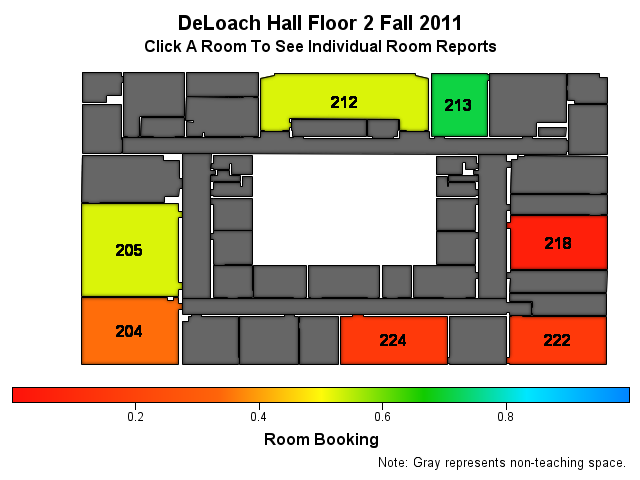 DeLoach Hall Floor 2 Fall 2011
Click A Room To See Individual Room Reports
212
213
205
218
204
224
222
0.2 0.4 0.6 0.8
Room Booking
Note: Gray represents non-teaching space.